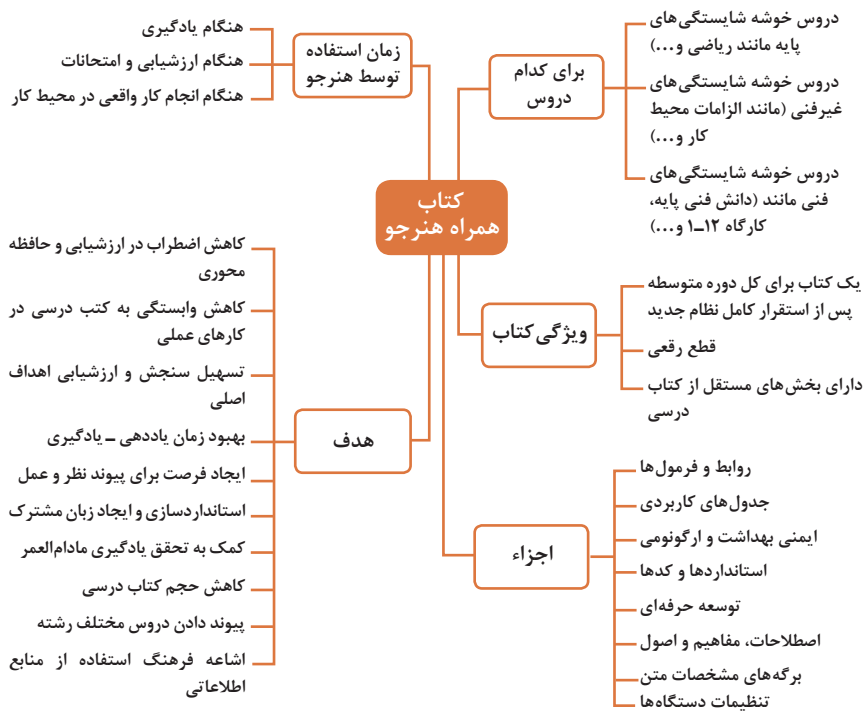 کتاب
همراه هنرجو
برای کدام
دروس
دروس خوشه شایستگی‌های
پایه مانند ریاضی و...)
دروس خوشه شایستگی‌های
غیرفنی (مانند الزامات محیط
کار و...)
دروس خوشه شایستگی‌های
فنی مانند (دانش فنی پایه،
کارگاه ۱۲–۱ و...)
ویژگی کتاب
یک کتاب برای کل دوره متوسطه
پس از استقرار کامل نظام جدید
قطع رقعی
دارای بخش‌های مستقل از کتاب
درسی
اجزاء
روابط و فرمول‌ها
جدول‌های کاربردی
ایمنی بهداشت و ارگونومی
استانداردها و کدها
توسعه حرفه‌ای
اصطلاحات، مفاهیم و اصول
برگه‌های مشخصات متن
تنظیمات دستگاه‌ها
زمان استفاده
توسط هنرجو
هنگام یادگیری
هنگام ارزشیابی و امتحانات
هنگام انجام کار واقعی در محیط کار
هدف
کاهش اضطراب در ارزشیابی و حافظه
محوری
کاهش وابستگی به کتب درسی در
کارهای عملی
تسهیل سنجش و ارزشیابی اهداف
اصلی
بهبود زمان یاددهی – یادگیری
ایجاد فرصت برای پیوند نظر و عمل
استانداردسازی و ایجاد زبان مشترک
کمک به تحقق یادگیری مادام‌العمر
کاهش حجم کتاب درسی
پیوند دادن دروس مختلف رشته
اشاعه فرهنگ استفاده از منابع
اطلاعاتی